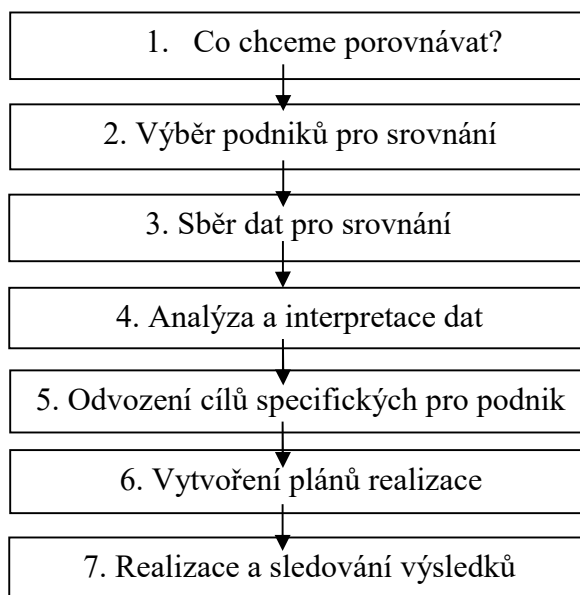 1. Co chceme porovnávat?
2. Výběr podniků pro srovnání
3. Sběr dat pro srovnání
4. Analýza a interpretace dat
5. Odvození cílů specifických pro podnik
6. Vytvoření plánů realizace
7. Realizace a sledování výsledků